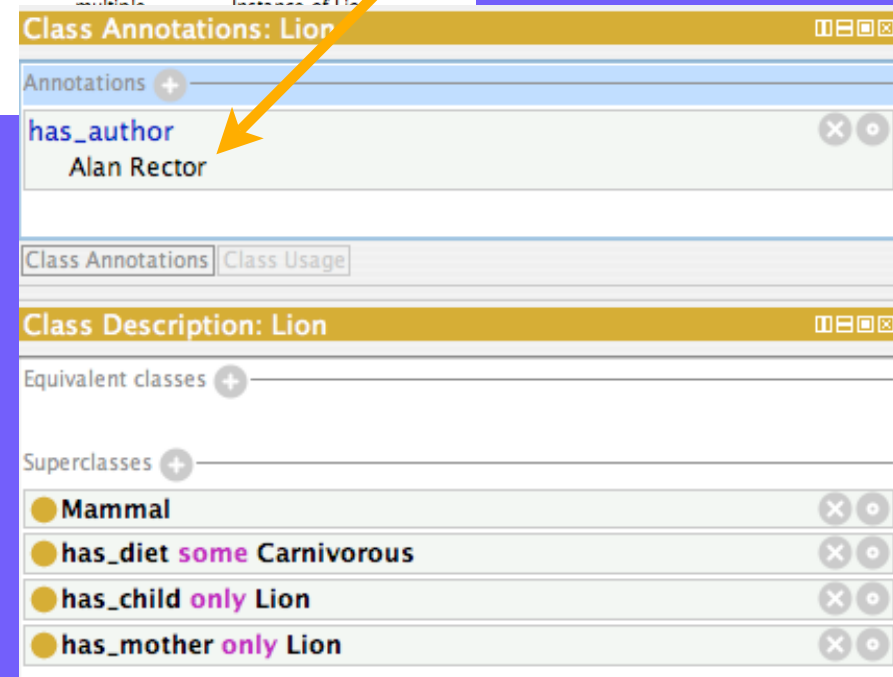 Class Annotations: Lion
Annotations
has_author
Alan Rector
Class Annotations Class Usage
Class Description: Lion
Equivalent classes
Superclasses
Mammal
has_diet some Carnivorous
has_child only Lion
has_mother only Lion